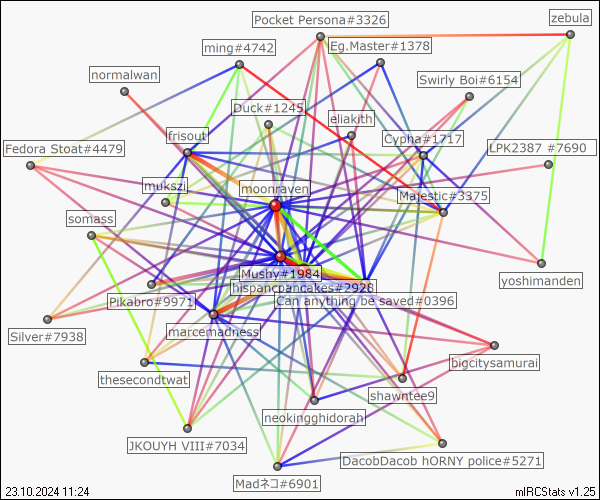 Pocket Persona#3326
zebula
ming#4742
Eg.Master#1378
normalwan
Swirly Boi#6154
Duck#1245
eliakith
frisout
Cypha#1717
Fedora Stoat#4479
LPK2387 #7690
mukszi
moonraven
Majestic#3375
somass
Mushy#1984
yoshimanden
hispancpancakes#2928
Pikabro#9971
Can anything be saved#0396
Silver#7938
marcemadness
bigcitysamurai
thesecondtwat
shawntee9
neokingghidorah
JKOUYH VIII#7034
DacobDacob hORNY police#5271
Madネコ#6901
23.10.2024 11:24
mIRCStats v1.25